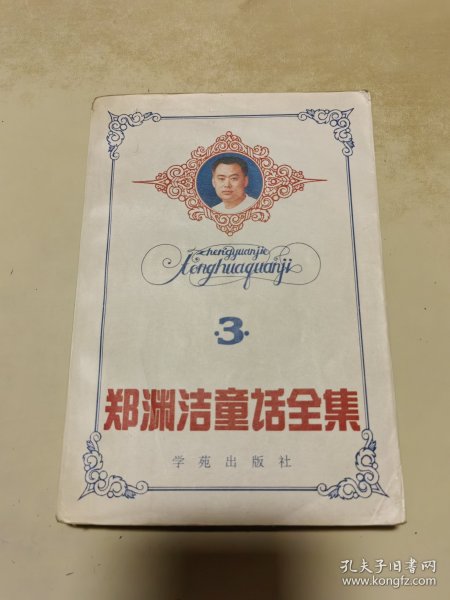 zhengyuanjie
tonghuaquanji
·3·
郑渊洁童话全集
学苑出版社
孔夫子旧书网
www.kongfz.com